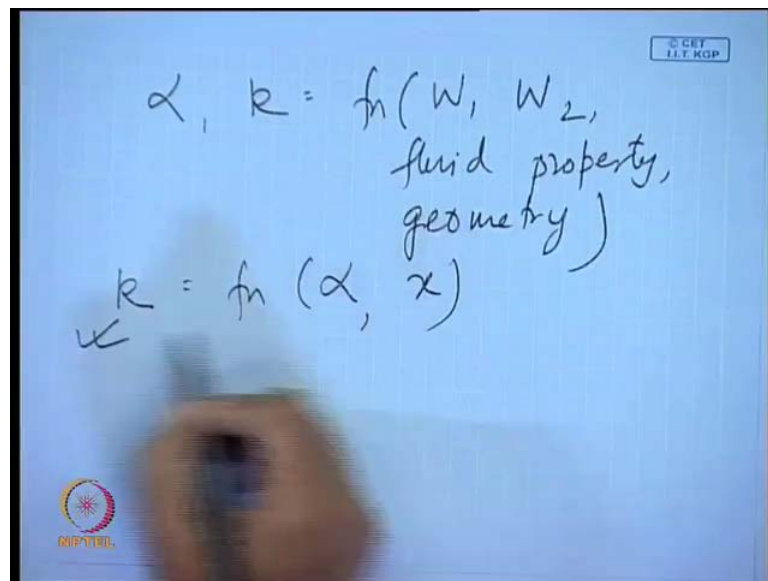 © CET
I.I.T. KGP
α, k = fn(W, W₂,
fluid property,
geometry)
k = fn (α, x)
NPTEL